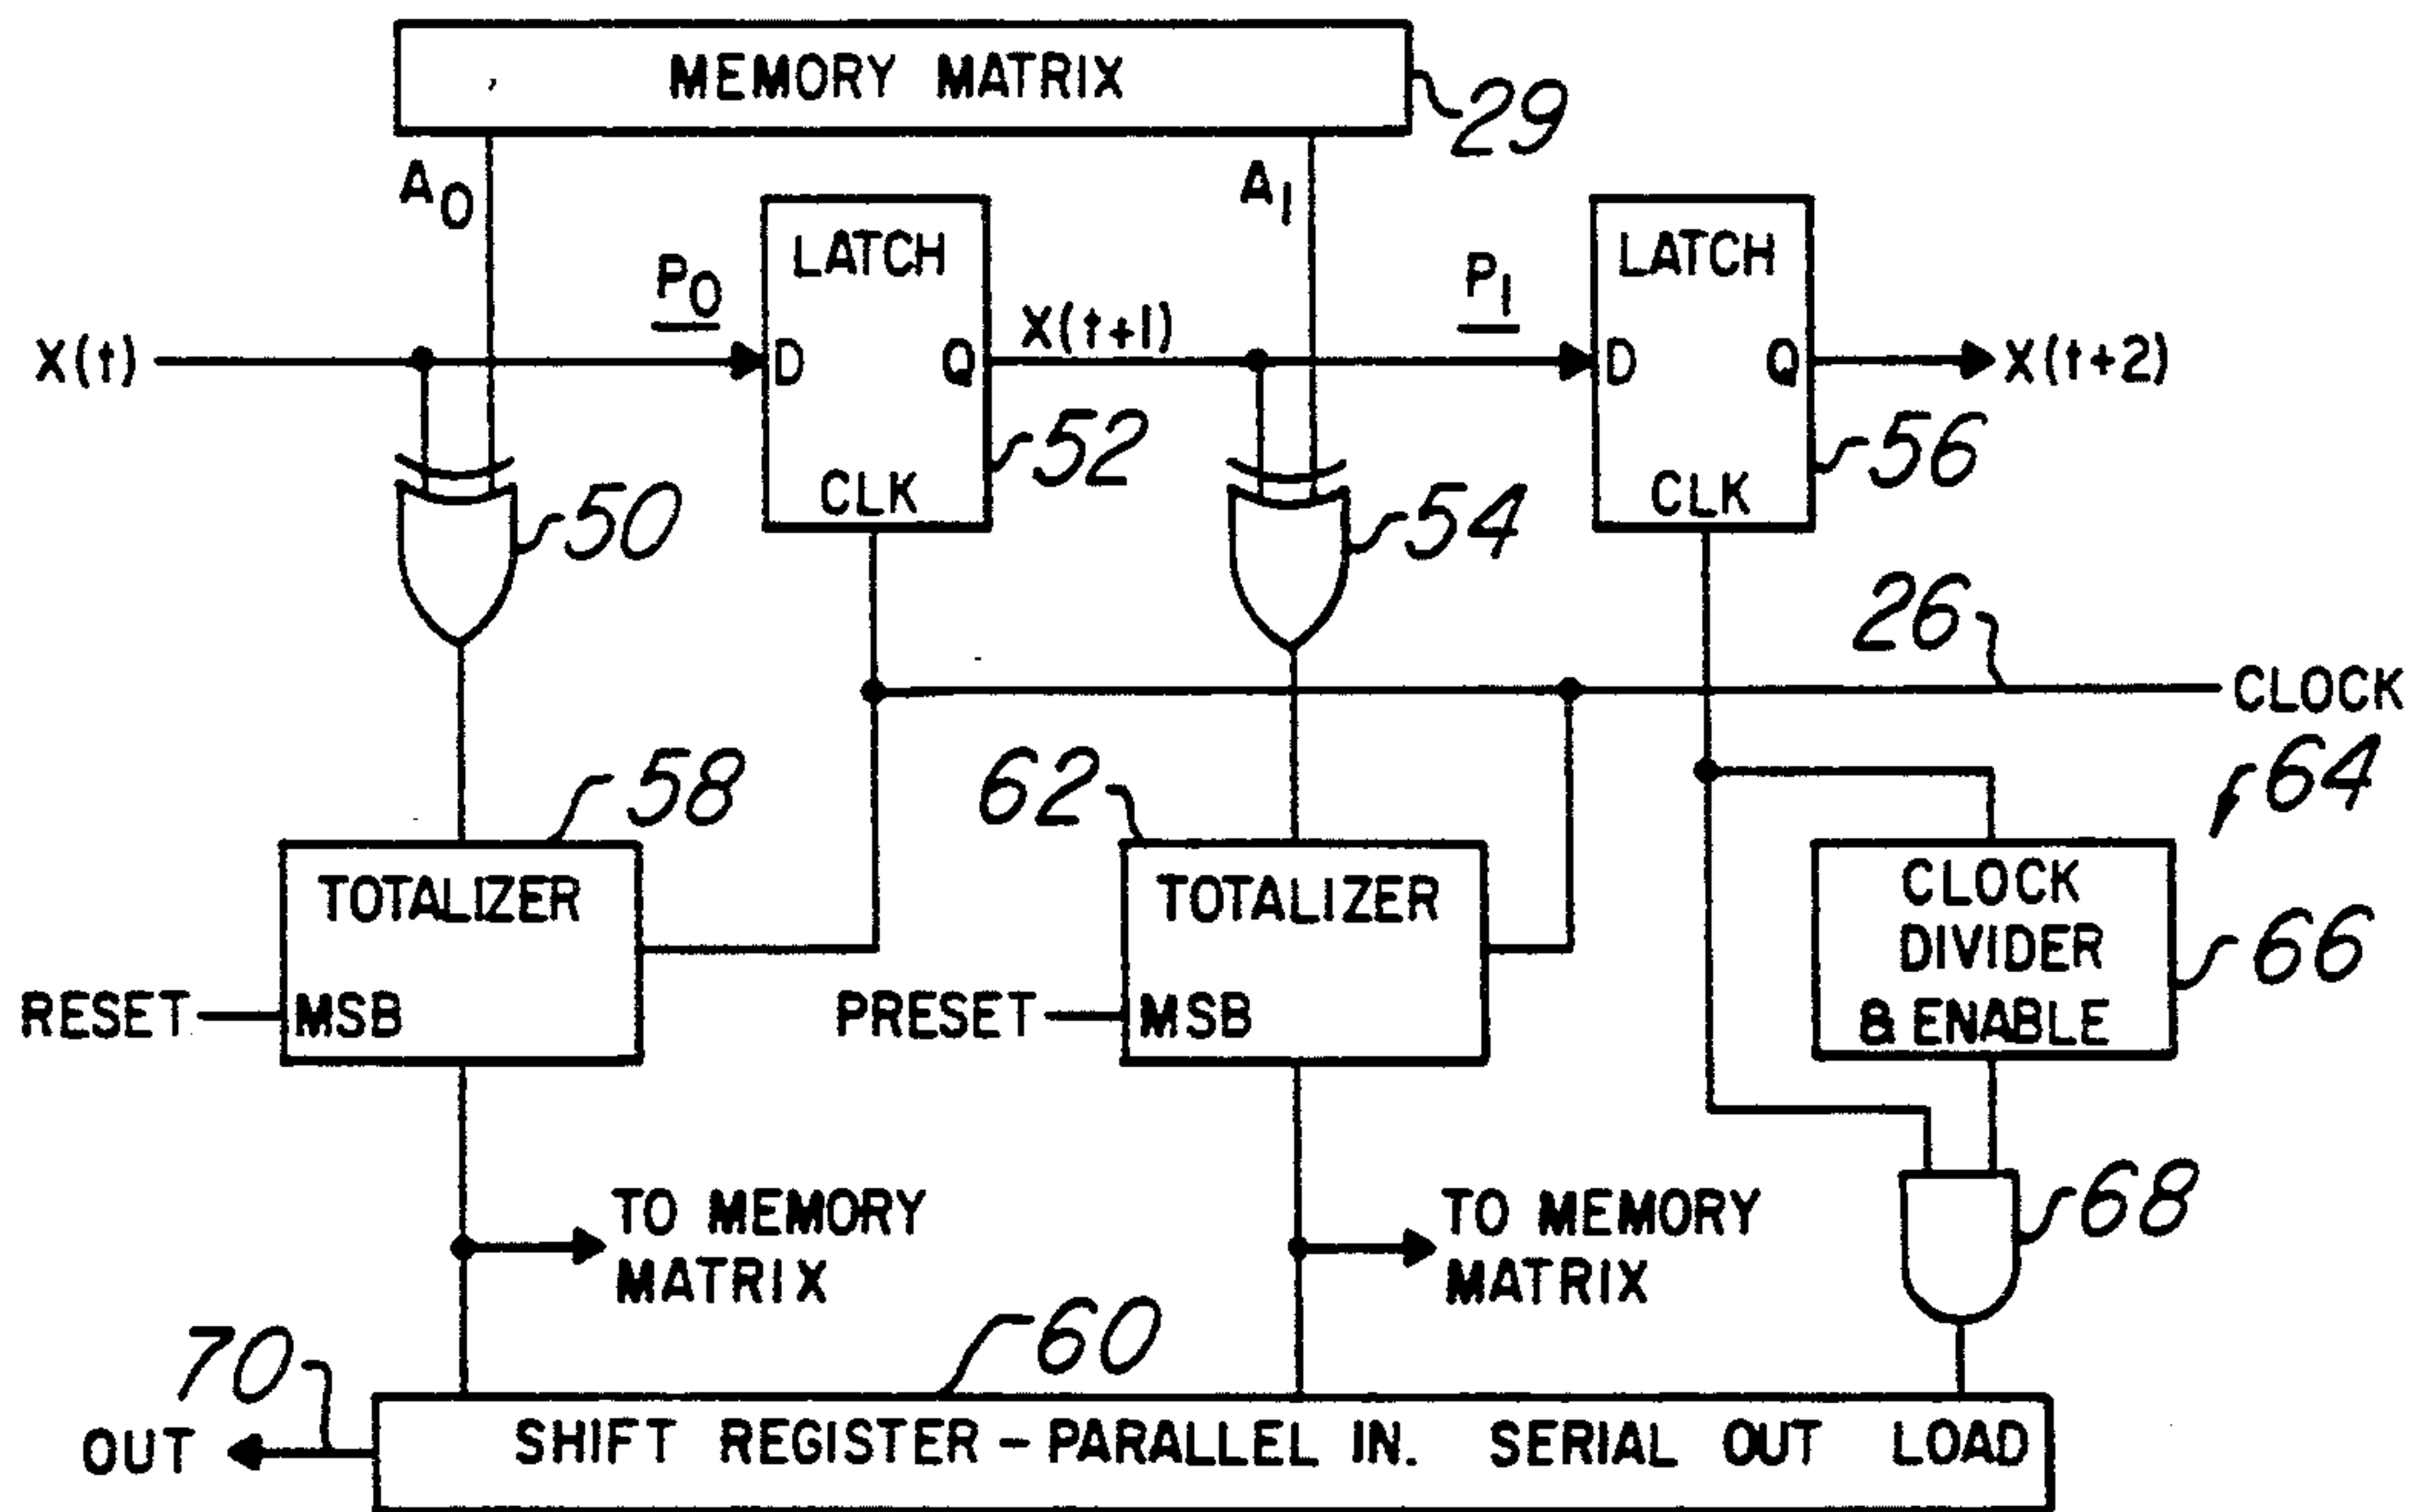 MEMORY MATRIX
29
A0
A1
LATCH
LATCH
P0
X(t+1)
P1
X(t)
D
Q
D
Q
X(t+2)
52
56
CLK
CLK
50
54
26
CLOCK
58
62
64
TOTALIZER
TOTALIZER
CLOCK
DIVIDER
& ENABLE
66
RESET
MSB
PRESET
MSB
TO MEMORY
MATRIX
TO MEMORY
MATRIX
68
70
60
OUT
SHIFT REGISTER - PARALLEL IN. SERIAL OUT LOAD